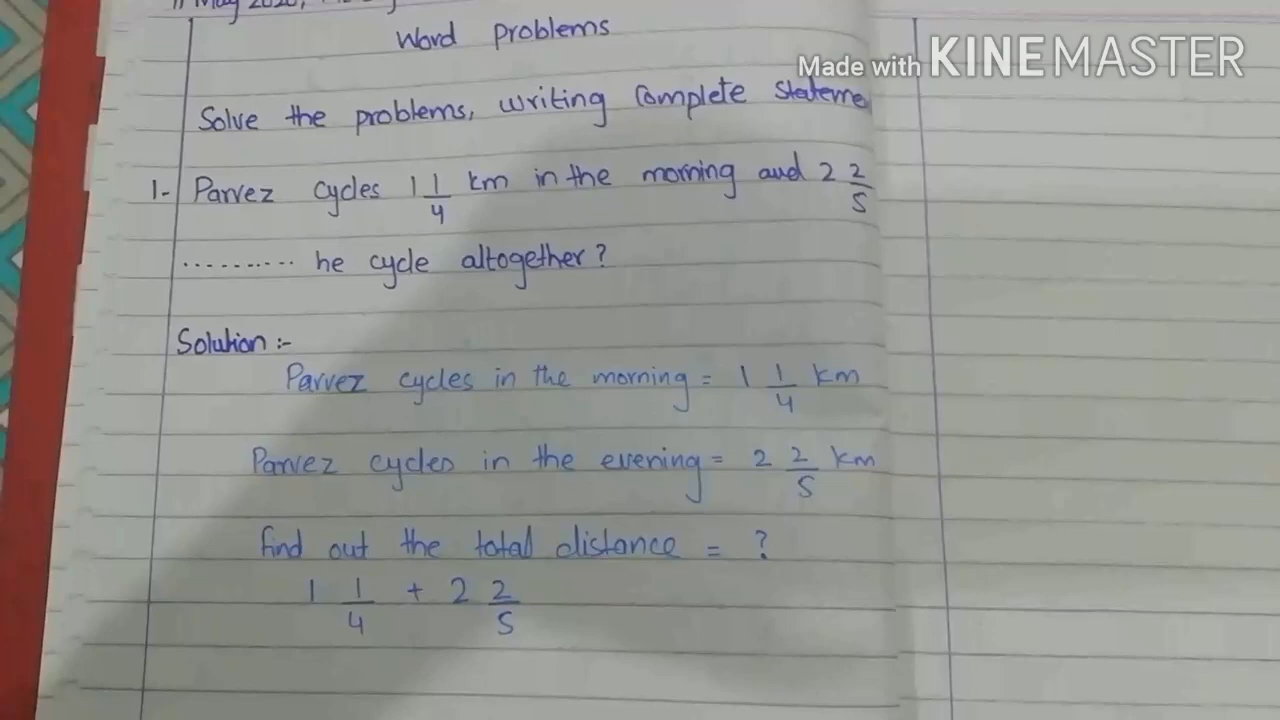 11 May 2020,
Word problems
Made with KINEMASTER
Solve the problems, writing Complete Stateme
1- Parvez cycles 1 1/4 km in the morning and 2 2/5
.......... he cycle altogether?
Solution :-
Parvez cycles in the morning = 1 1/4 km
Parvez cycles in the evening = 2 2/5 km
find out the total distance = ?
1 1/4 + 2 2/5